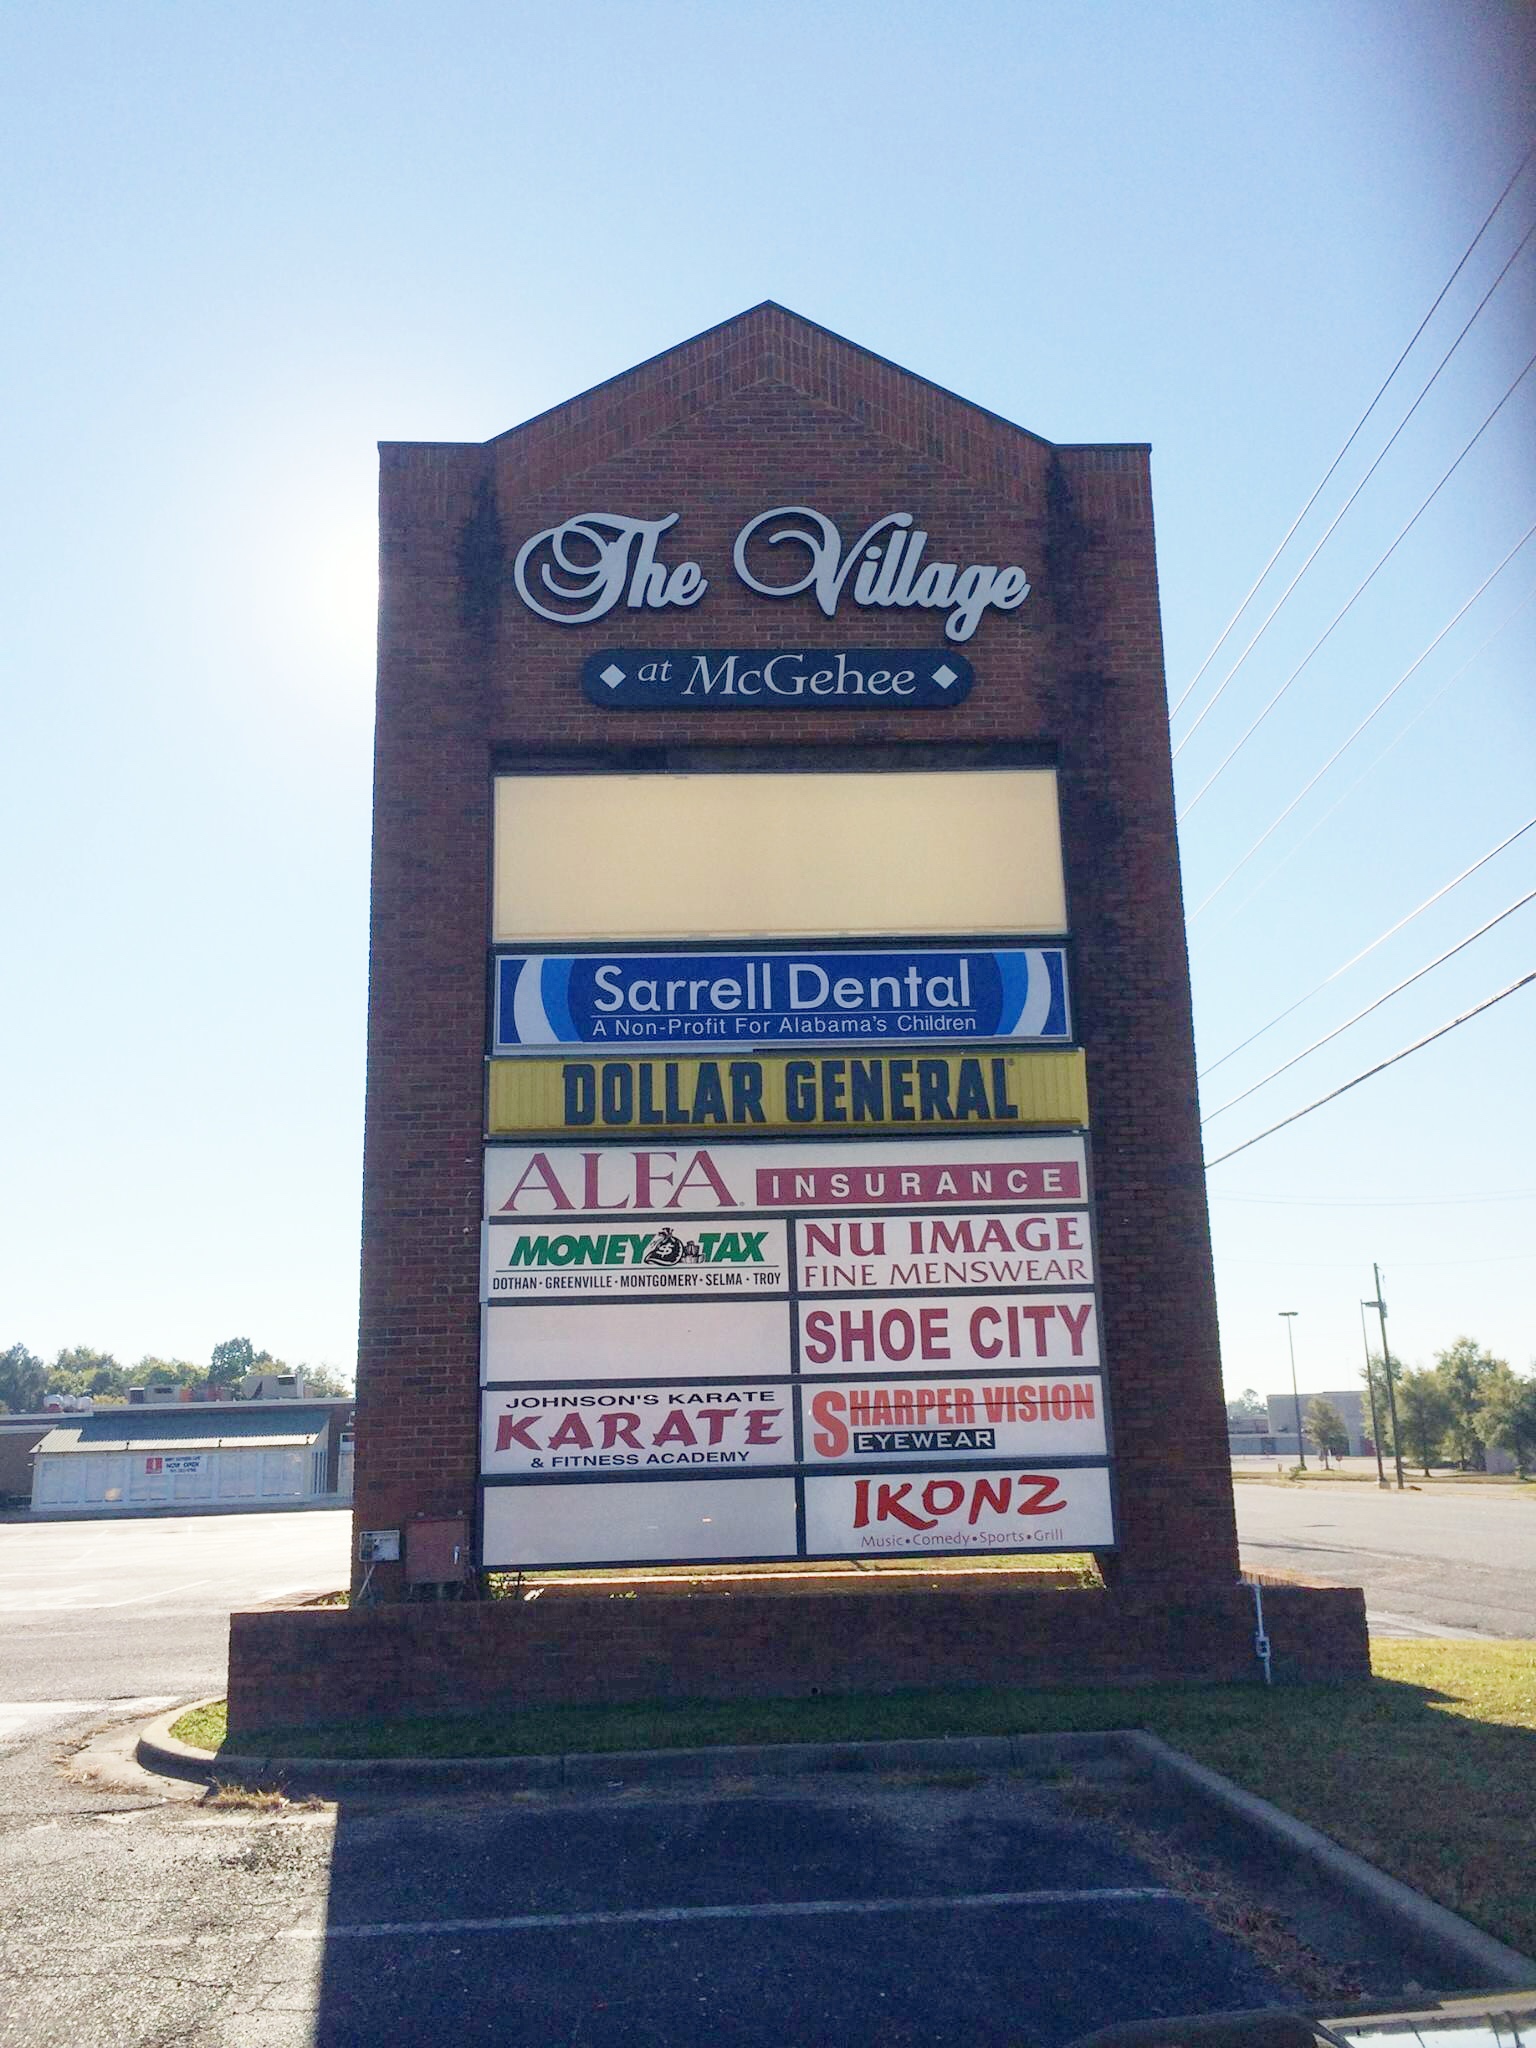 The Village
at McGehee
Sarrell Dental
A Non-Profit For Alabama's Children
DOLLAR GENERAL
ALFA INSURANCE
MONEY $ TAX
DOTHAN • GREENVILLE • MONTGOMERY • SELMA • TROY
NU IMAGE
FINE MENSWEAR
SHOE CITY
JOHNSON'S KARATE
KARATE
& FITNESS ACADEMY
SHARPER VISION
EYEWEAR
IKONZ
Music • Comedy • Sports • Grill
NOW OPEN